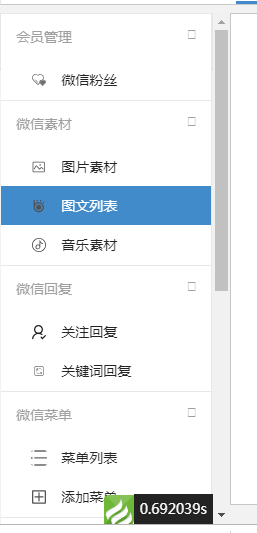 会员管理
微信粉丝
微信素材
图片素材
图文列表
音乐素材
微信回复
关注回复
关键词回复
微信菜单
菜单列表
添加菜单
0.692039s